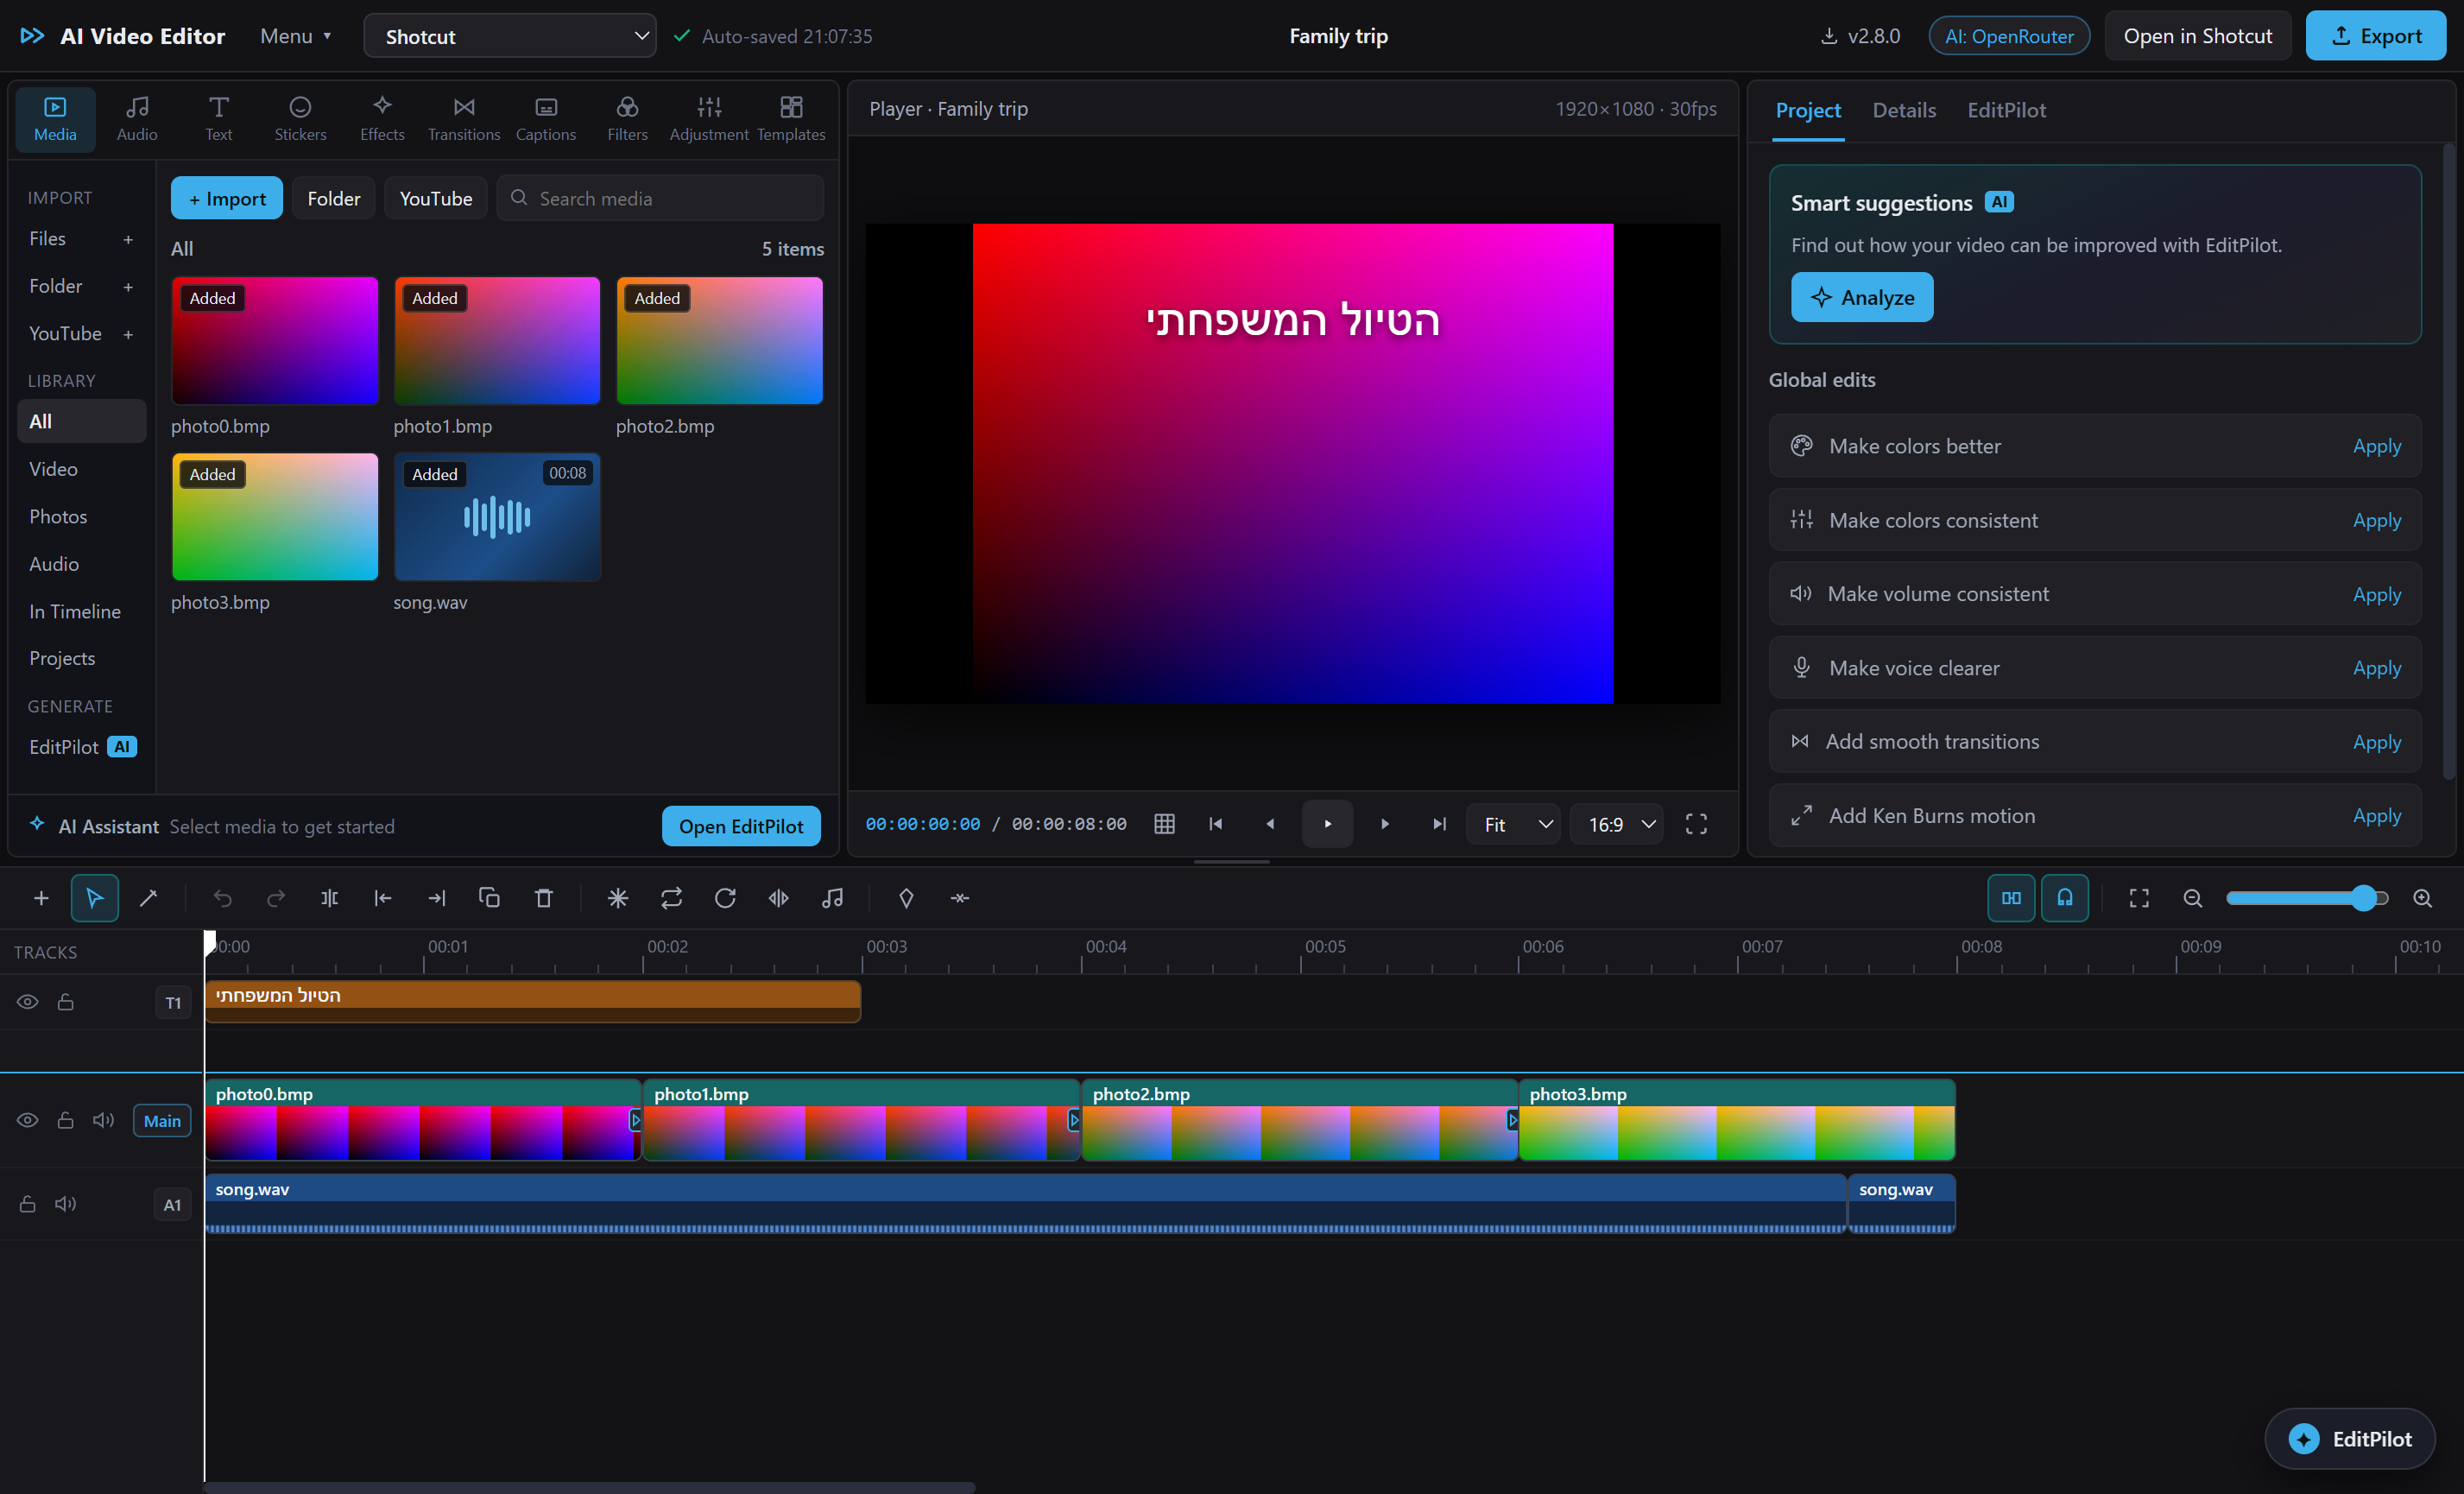 AI Video Editor
Menu
Shotcut
Auto-saved 21:07:35
Family trip
v2.8.0
AI: OpenRouter
Open in Shotcut
Export
Media
Audio
Text
Stickers
Effects
Transitions
Captions
Filters
Adjustment
Templates
IMPORT
Files +
Folder +
YouTube +
LIBRARY
All
Video
Photos
Audio
In Timeline
Projects
GENERATE
EditPilot AI
+ Import
Folder
YouTube
Search media
All
5 items
Added
Added
Added
photo0.bmp
photo1.bmp
photo2.bmp
Added
Added
00:08
photo3.bmp
song.wav
AI Assistant Select media to get started
Open EditPilot
Player · Family trip
1920×1080 · 30fps
הטיול המשפחתי
00:00:00:00 / 00:00:08:00
Fit
16:9
Project
Details
EditPilot
Smart suggestions AI
Find out how your video can be improved with EditPilot.
Analyze
Global edits
Make colors better Apply
Make colors consistent Apply
Make volume consistent Apply
Make voice clearer Apply
Add smooth transitions Apply
Add Ken Burns motion Apply
TRACKS
00:01
00:02
00:03
00:04
00:05
00:06
00:07
00:08
00:09
00:10
T1
הטיול המשפחתי
Main
photo0.bmp
photo1.bmp
photo2.bmp
photo3.bmp
A1
song.wav
song.wav
EditPilot